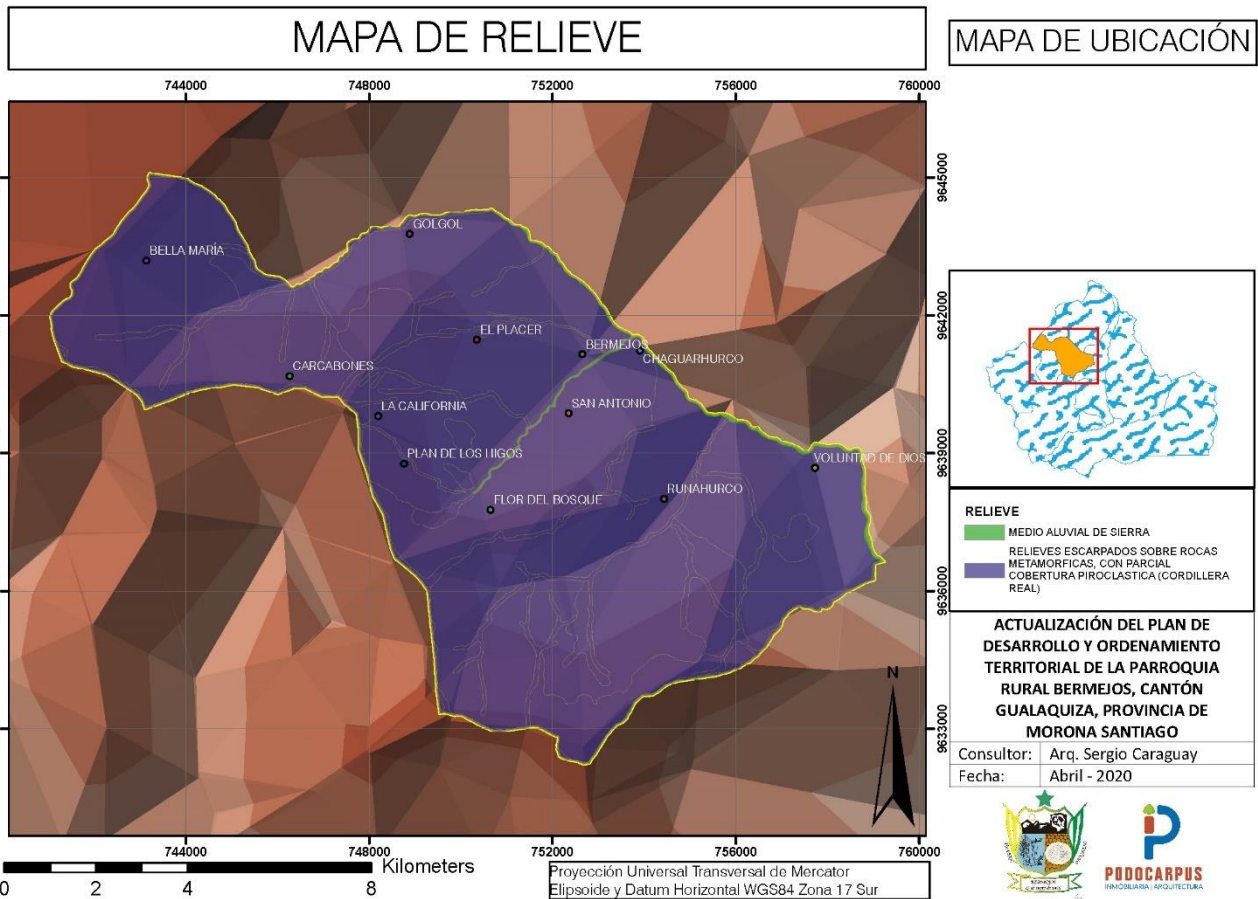 MAPA DE RELIEVE
MAPA DE UBICACIÓN
744000
748000
752000
756000
760000
9645000
9642000
9639000
9636000
9633000
BELLA MARÍA
GOLGOL
EL PLACER
BERMEJOS
CHAGUARHURCO
CARCABONES
LA CALIFORNIA
SAN ANTONIO
PLAN DE LOS HIGOS
VOLUNTAD DE DIOS
RUNAHURCO
FLOR DEL BOSQUE
N
744000
748000
752000
756000
760000
Kilometers
0
2
4
8
Proyección Universal Transversal de Mercator
Elipsoide y Datum Horizontal WGS84 Zona 17 Sur
RELIEVE
MEDIO ALUVIAL DE SIERRA
RELIEVES ESCARPADOS SOBRE ROCAS
METAMORFICAS, CON PARCIAL
COBERTURA PIROCLASTICA (CORDILLERA
REAL)
ACTUALIZACIÓN DEL PLAN DE
DESARROLLO Y ORDENAMIENTO
TERRITORIAL DE LA PARROQUIA
RURAL BERMEJOS, CANTÓN
GUALAQUIZA, PROVINCIA DE
MORONA SANTIAGO
Consultor: Arq. Sergio Caraguay
Fecha: Abril - 2020
PODOCARPUS
INMOBILIARIA | ARQUITECTURA